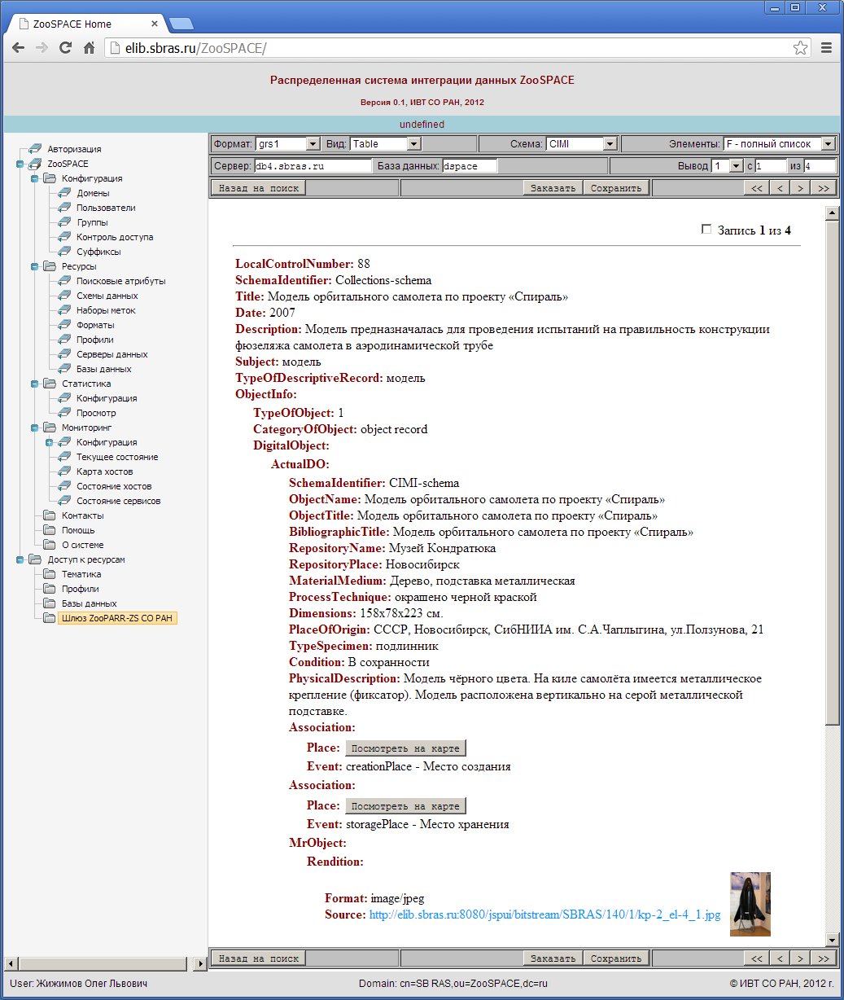 ZooSPACE Home
elib.sbras.ru/ZooSPACE/
Распределенная система интеграции данных ZooSPACE
Версия 0.1, ИВТ СО РАН, 2012
undefined
Авторизация
ZooSPACE
Конфигурация
Домены
Пользователи
Группы
Контроль доступа
Суффиксы
Ресурсы
Поисковые атрибуты
Схемы данных
Наборы меток
Форматы
Профили
Серверы данных
Базы данных
Статистика
Конфигурация
Просмотр
Мониторинг
Конфигурация
Текущее состояние
Карта хостов
Состояние хостов
Состояние сервисов
Контакты
Помощь
О системе
Доступ к ресурсам
Тематика
Профили
Базы данных
Шлюз ZooPARR-ZS СО РАН
Формат: grs1 Вид: Table Схема: CIMI Элементы: F - полный список
Сервер: db4.sbras.ru База данных: dspace Вывод 1 с 1 из 4
Назад на поиск Заказать Сохранить << < > >>
Запись 1 из 4
LocalControlNumber: 88
SchemaIdentifier: Collections-schema
Title: Модель орбитального самолета по проекту «Спираль»
Date: 2007
Description: Модель предназначалась для проведения испытаний на правильность конструкции
фюзеляжа самолета в аэродинамической трубе
Subject: модель
TypeOfDescriptiveRecord: модель
ObjectInfo:
TypeOfObject: 1
CategoryOfObject: object record
DigitalObject:
ActualDO:
SchemaIdentifier: CIMI-schema
ObjectName: Модель орбитального самолета по проекту «Спираль»
ObjectTitle: Модель орбитального самолета по проекту «Спираль»
BibliographicTitle: Модель орбитального самолета по проекту «Спираль»
RepositoryName: Музей Кондратюка
RepositoryPlace: Новосибирск
MaterialMedium: Дерево, подставка металлическая
ProcessTechnique: окрашено черной краской
Dimensions: 158x78x223 см.
PlaceOfOrigin: СССР, Новосибирск, СибНИИА им. С.А.Чаплыгина, ул.Ползунова, 21
TypeSpecimen: подлинник
Condition: В сохранности
PhysicalDescription: Модель чёрного цвета. На киле самолёта имеется металлическое
крепление (фиксатор). Модель расположена вертикально на серой металлической
подставке.
Association:
Place: Посмотреть на карте
Event: creationPlace - Место создания
Association:
Place: Посмотреть на карте
Event: storagePlace - Место хранения
MrObject:
Rendition:
Format: image/jpeg
Source: http://elib.sbras.ru:8080/jspui/bitstream/SBRAS/140/1/kp-2_el-4_1.jpg
Назад на поиск Заказать Сохранить << < > >>
User: Жижимов Олег Львович Domain: cn=SB RAS,ou=ZooSPACE,dc=ru © ИВТ СО РАН, 2012 г.